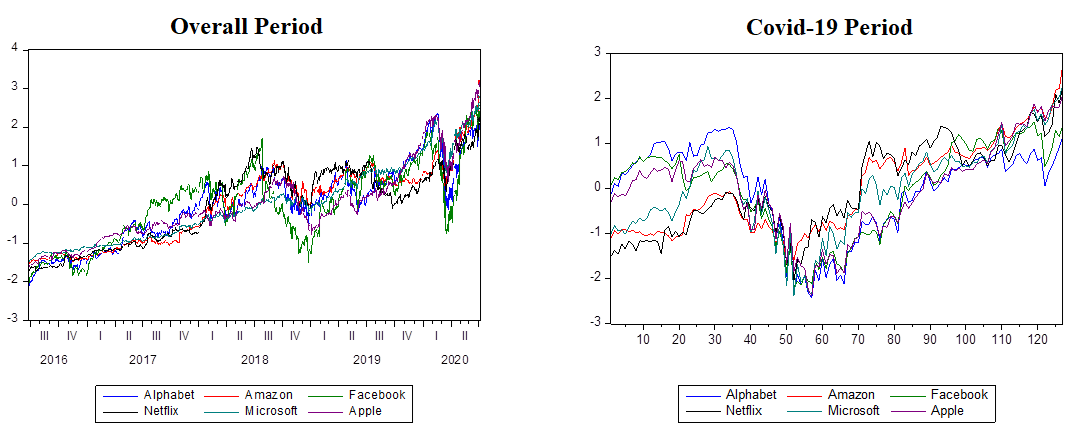 Overall Period
4
3
2
1
0
-1
-2
-3
III IV I II III IV I II III IV I II III IV I II
2016 2017 2018 2019 2020
Alphabet Amazon Facebook
Netflix Microsoft Apple
Covid-19 Period
3
2
1
0
-1
-2
-3
10 20 30 40 50 60 70 80 90 100 110 120
Alphabet Amazon Facebook
Netflix Microsoft Apple